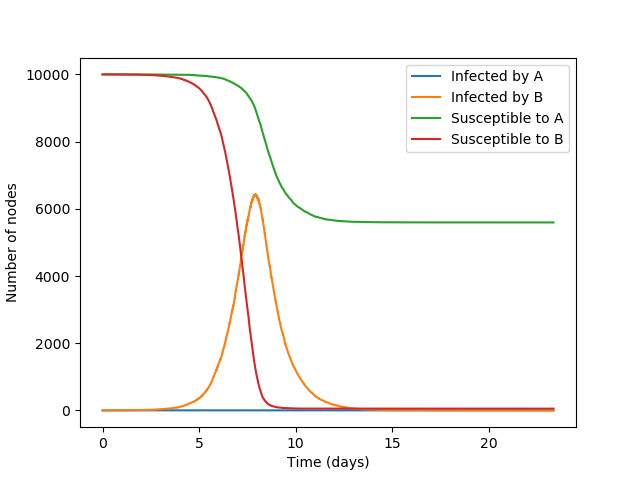 Infected by A
Infected by B
Susceptible to A
Susceptible to B
Number of nodes
10000
8000
6000
4000
2000
0
0 5 10 15 20
Time (days)